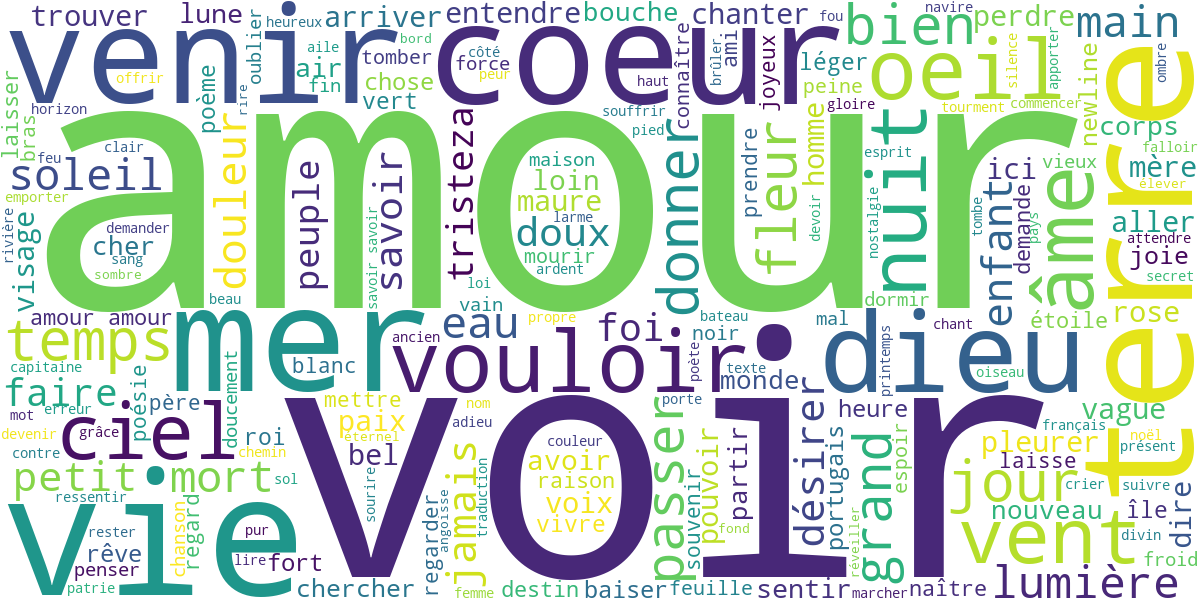 trouver
lune
arriver
entendre
bouche
chanter
fou
bien
navire
perdre
main
venir
coeur
oublier
heureux
aile
bord
tomber
côté
force
peur
connaître
brûler.
ami
joyeux
léger
oeil
silence
apporter
ombre
offrir
air
fin
rire
chose
vert
haut
peine
gloire
tourment
commencer
newline
terre
laisser
bras
horizon
poème
souffrir
pied
homme
corps
falloir
amour
feu
clair
soleil
douleur
peuple
savoir
tristeza
maison
loin
maure
larme
doux
mourir
ardent
donner
prendre
fleur
devoir
nuit
esprit
nostalgie
ici
vieux
âme
mère
élever
emporter
rivière
visage
demander
cher
sang
sombre
savoir savoir
tombe
enfant
demande
pays
aller
attendre
joie
secret
beau
loi
vain
dormir
étoile
rose
amour amour
mer
eau
propre
foi
bateau
noir
mal
chant
dieu
printemps
temps
capitaine
blanc
ancien
vouloir
poète
texte
monde
oiseau
faire
doucement
mot
erreur
poésie
père
grâce
ciel
mettre
paix
éternel
nom
adieu
porte
voir
désirer
heure
vague
français
devenir
contre
chemin
roi
bel
couleur
avoir
raison
voix
vivre
passer
pouvoir
partir
portugais
grand
espoir
pleurer
laisse
noël
présent
petit
mort
sol
sourire
jamais
traduction
souvenir
jour
crier
suivre
ressentir
vie
rester
rêve
penser
patrie
chanson
regard
pur
lire
fort
regarder
angoisse
fond
réveiller
nouveau
île
dire
vent
divin
froid
chercher
femme
destin
baiser
feuille
sentir
marcher
naître
lumière